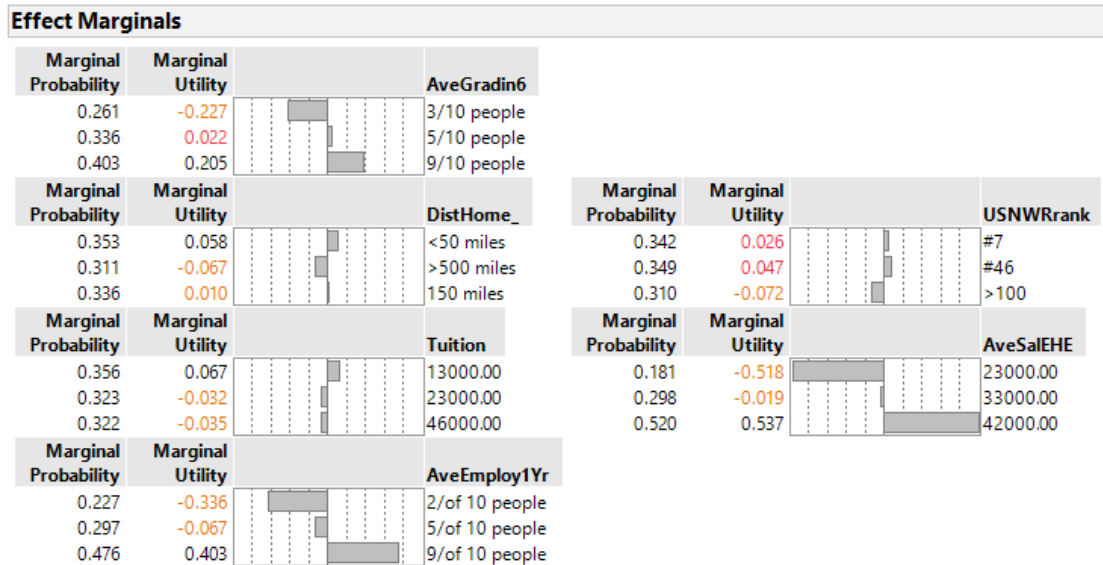 Effect Marginals
Marginal Probability Marginal Utility AveGradin6
0.261 -0.227 3/10 people
0.336 0.022 5/10 people
0.403 0.205 9/10 people
Marginal Probability Marginal Utility DistHome_
0.353 0.058 <50 miles
0.311 -0.067 >500 miles
0.336 0.010 150 miles
Marginal Probability Marginal Utility USNWRrank
0.342 0.026 #7
0.349 0.047 #46
0.310 -0.072 >100
Marginal Probability Marginal Utility Tuition
0.356 0.067 13000.00
0.323 -0.032 23000.00
0.322 -0.035 46000.00
Marginal Probability Marginal Utility AveSalEHE
0.181 -0.518 23000.00
0.298 -0.019 33000.00
0.520 0.537 42000.00
Marginal Probability Marginal Utility AveEmploy1Yr
0.227 -0.336 2/of 10 people
0.297 -0.067 5/of 10 people
0.476 0.403 9/of 10 people